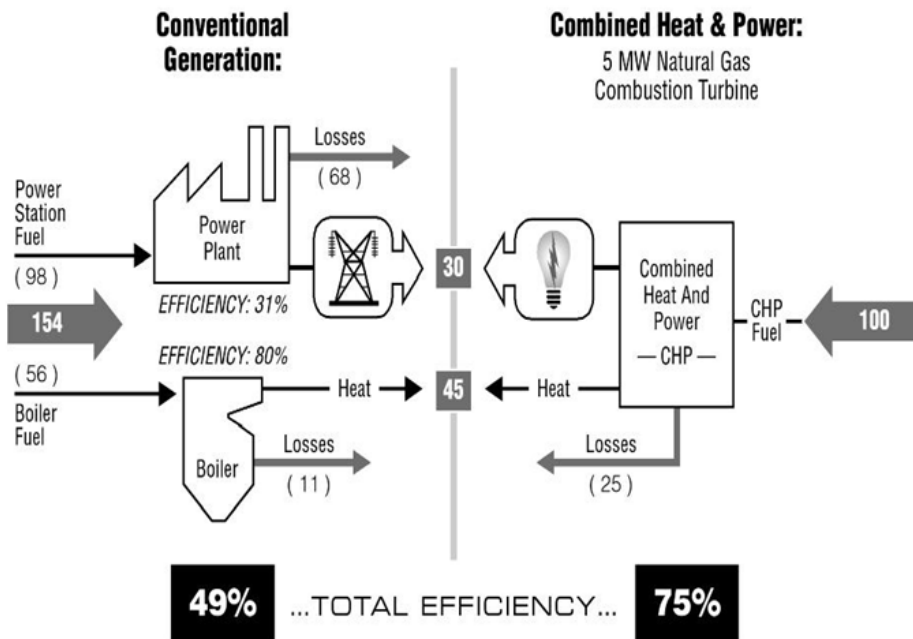 Conventional
Generation:
Combined Heat & Power:
5 MW Natural Gas
Combustion Turbine
Losses
( 68 )
Power
Station
Fuel
( 98 )
Power
Plant
EFFICIENCY: 31%
30
Combined
Heat And
Power
— CHP —
CHP
Fuel
100
154
EFFICIENCY: 80%
( 56 )
Boiler
Fuel
Heat
45
Heat
Boiler
Losses
( 11 )
Losses
( 25 )
49% ...TOTAL EFFICIENCY... 75%